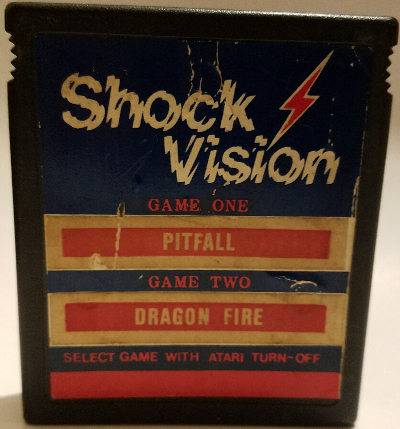 Shock
Vision
GAME ONE
PITFALL
GAME TWO
DRAGON FIRE
SELECT GAME WITH ATARI TURN-OFF